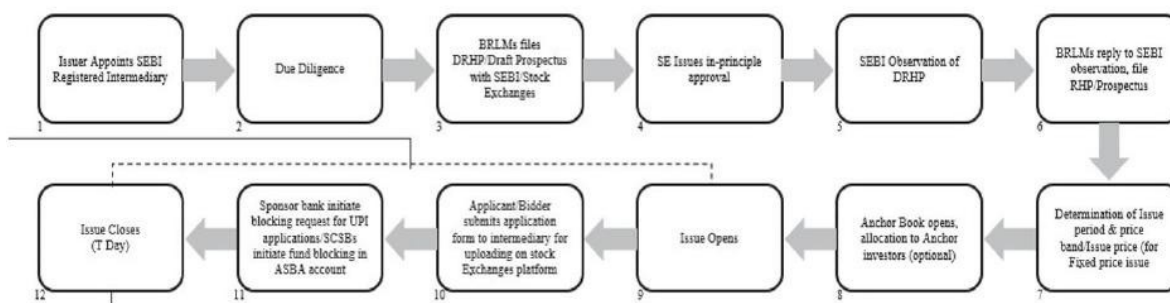 Issuer Appoints SEBI
Registered Intermediary
1
Due Diligence
2
BRLMs files
DRHP/Draft Prospectus
with SEBI/Stock
Exchanges
3
SE Issues in-principle
approval
4
SEBI Observation of
DRHP
5
BRLMs reply to SEBI
observation, file
RHP/Prospectus
6
Determination of Issue
period & price
band/Issue price (for
Fixed price issue
7
Anchor Book opens,
allocation to Anchor
investors (optional)
8
Issue Opens
9
Applicant/Bidder
submits application
form to intermediary for
uploading on stock
Exchanges platform
10
Sponsor bank initiate
blocking request for UPI
applications/SCSBs
initiate fund blocking in
ASBA account
11
Issue Closes
(T Day)
12